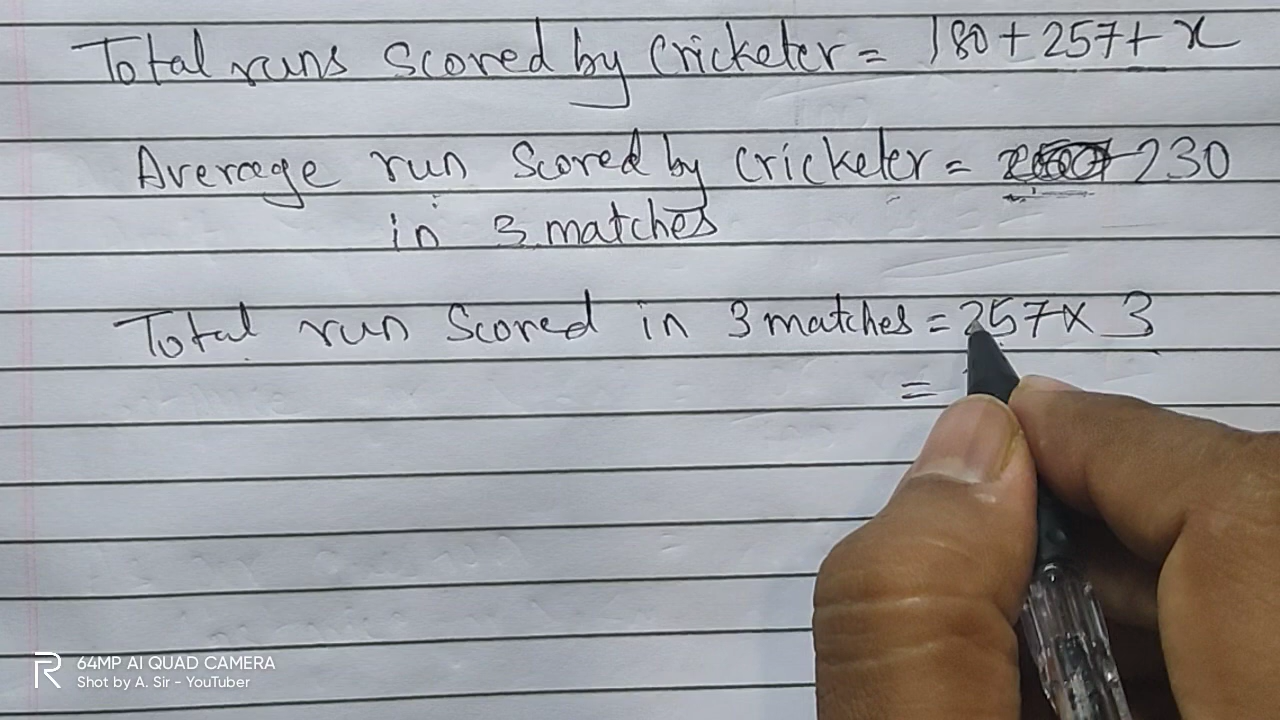 Total runs scored by cricketer = 180 + 257 + x
Average run scored by cricketer = 230
in 3 matches
Total run scored in 3 matches = 257 x 3
=
64MP AI QUAD CAMERA
Shot by A. Sir - YouTuber